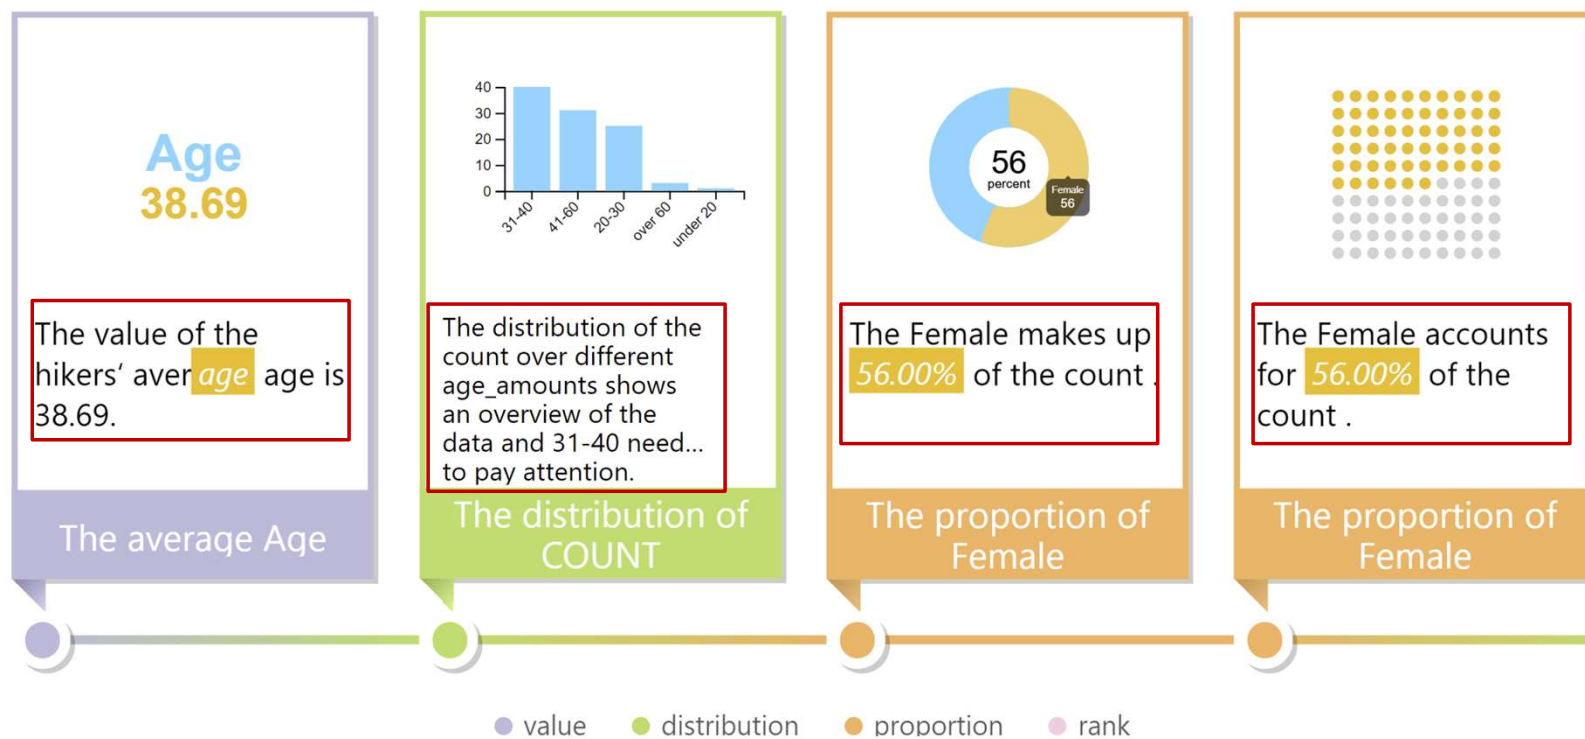 Age
38.69
The value of the
hikers' aver age age is
38.69.
The average Age
40
30
20
10
0
31-40
41-60
20-30
over 60
under 20
The distribution of the
count over different
age_amounts shows
an overview of the
data and 31-40 need...
to pay attention.
The distribution of
COUNT
56
percent
Female
56
The Female makes up
56.00% of the count .
The proportion of
Female
The Female accounts
for 56.00% of the
count .
The proportion of
Female
value distribution proportion rank